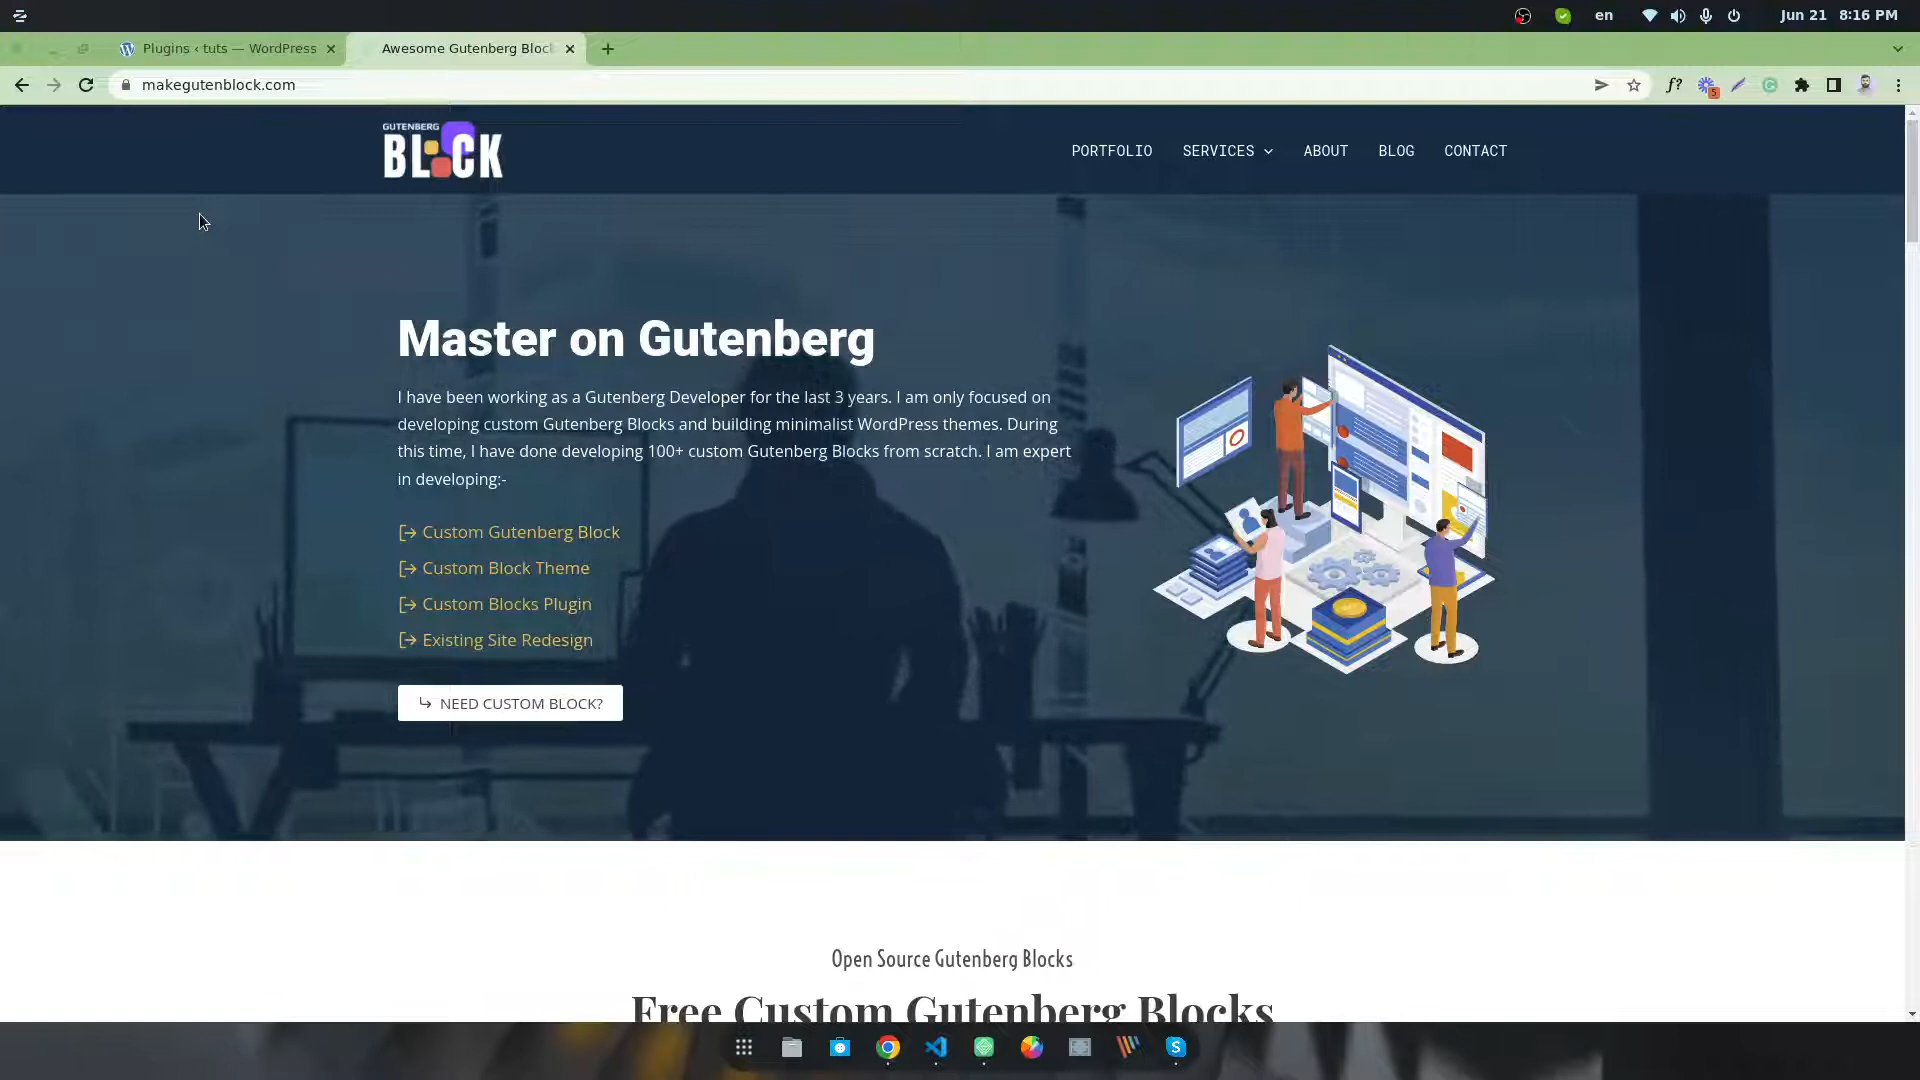 en
Jun 21 8:16 PM
Plugins ‹ tuts — WordPress
Awesome Gutenberg Bloc
makegutenblock.com
f?
5
GUTENBERG
BLOCK
PORTFOLIO
SERVICES
ABOUT
BLOG
CONTACT
Master on Gutenberg
I have been working as a Gutenberg Developer for the last 3 years. I am only focused on
developing custom Gutenberg Blocks and building minimalist WordPress themes. During
this time, I have done developing 100+ custom Gutenberg Blocks from scratch. I am expert
in developing:-
Custom Gutenberg Block
Custom Block Theme
Custom Blocks Plugin
Existing Site Redesign
NEED CUSTOM BLOCK?
Open Source Gutenberg Blocks
Free Custom Gutenberg Blocks